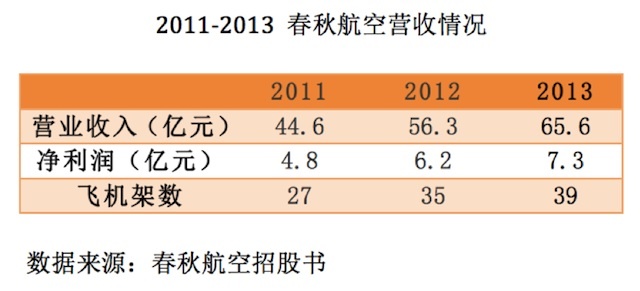 2011-2013 春秋航空营收情况
2011 2012 2013
营业收入（亿元） 44.6 56.3 65.6
净利润（亿元） 4.8 6.2 7.3
飞机架数 27 35 39
数据来源：春秋航空招股书